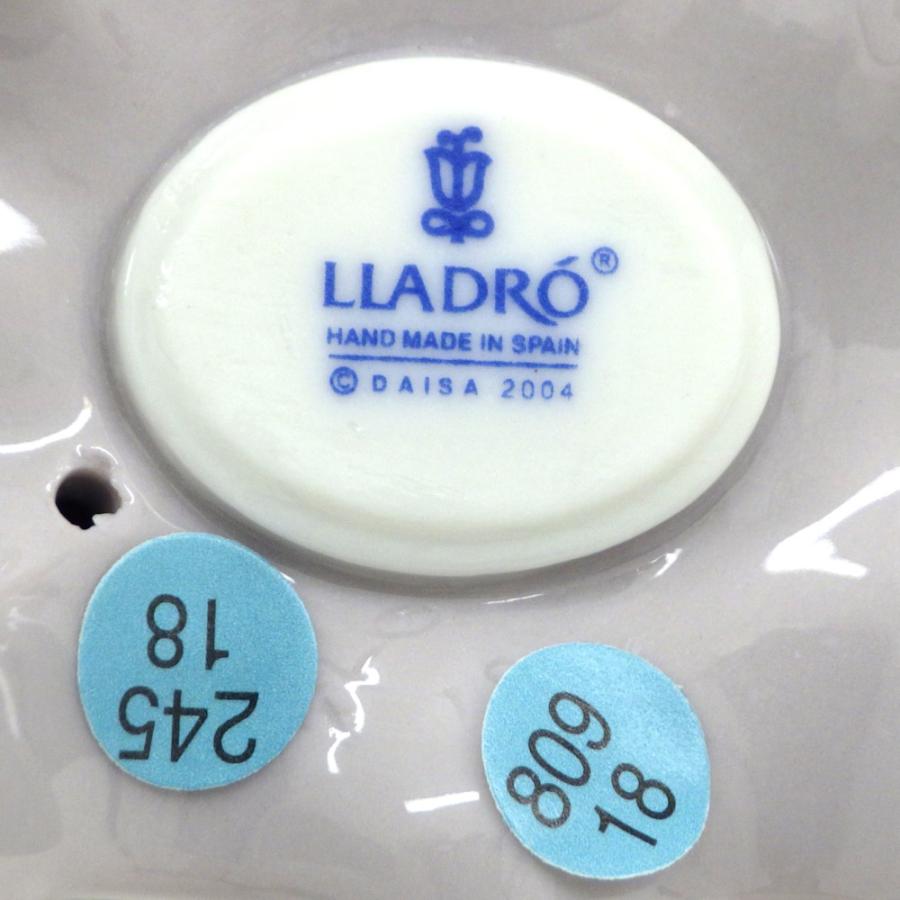 LLADRÓ®
HAND MADE IN SPAIN
© DAISA 2004
245
18
809
18